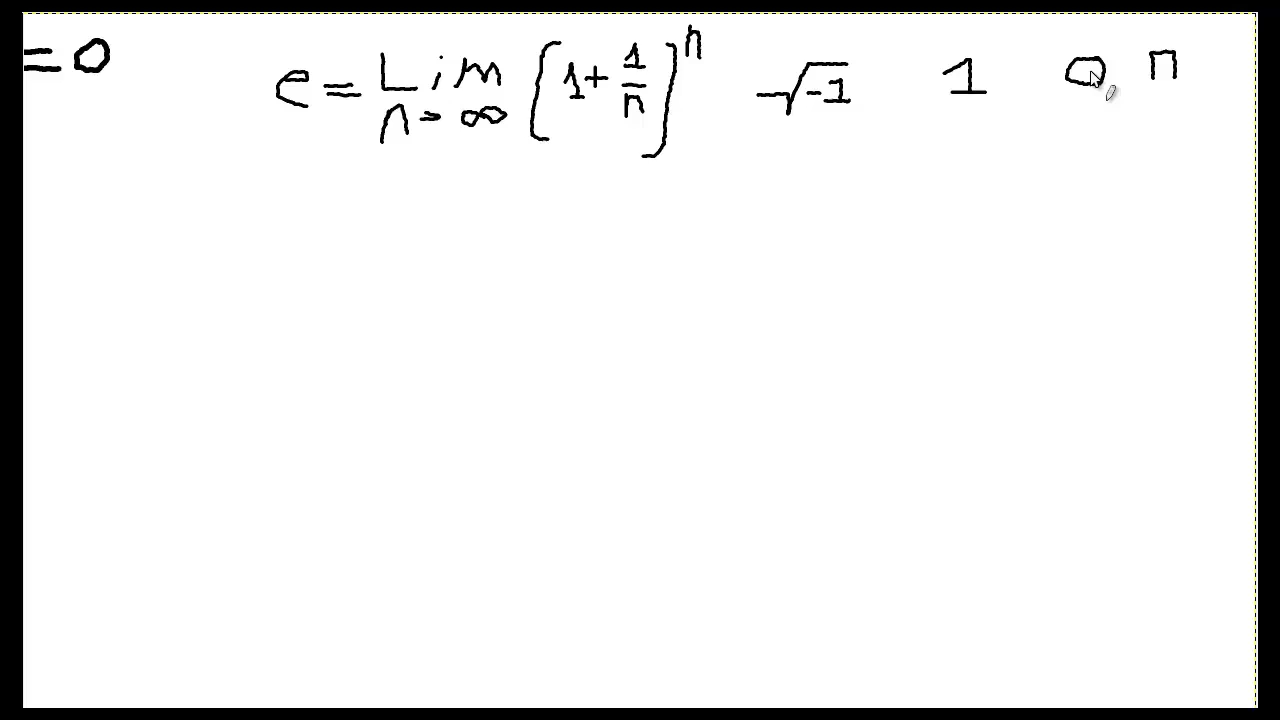 = 0 e = Lim n→∞ [1 + 1/n]^n √-1 1 0 n